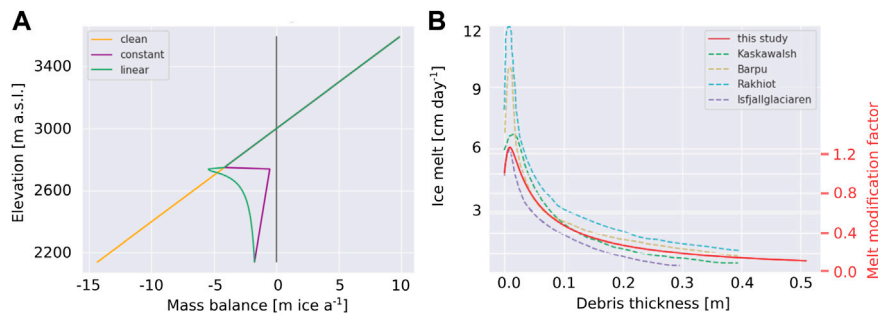 A
clean
constant
linear
3400
3000
2600
2200
Elevation [m a.s.l.]
-15
-10
-5
0
5
10
Mass balance [m ice a⁻¹]
B
this study
Kaskawalsh
Barpu
Rakhiot
Isfjallglaciaren
12
9
6
3
Ice melt [cm day⁻¹]
0.0
0.1
0.2
0.3
0.4
0.5
Debris thickness [m]
1.2
0.8
0.4
0.0
Melt modification factor